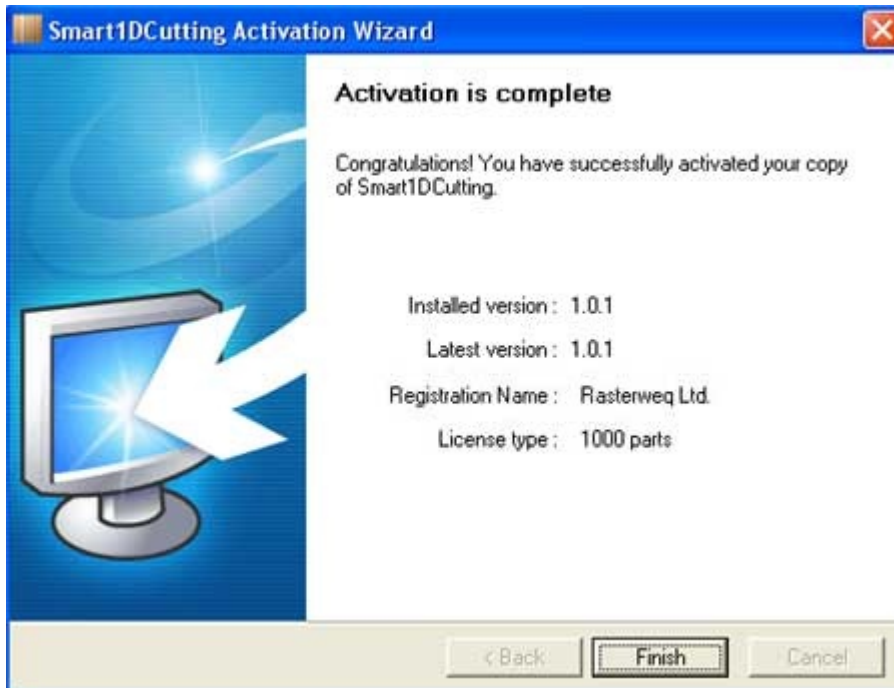 Smart1DCutting Activation Wizard
Activation is complete
Congratulations! You have successfully activated your copy
of Smart1DCutting.
Installed version : 1.0.1
Latest version : 1.0.1
Registration Name : Rasterweq Ltd.
License type : 1000 parts
< Back Finish Cancel